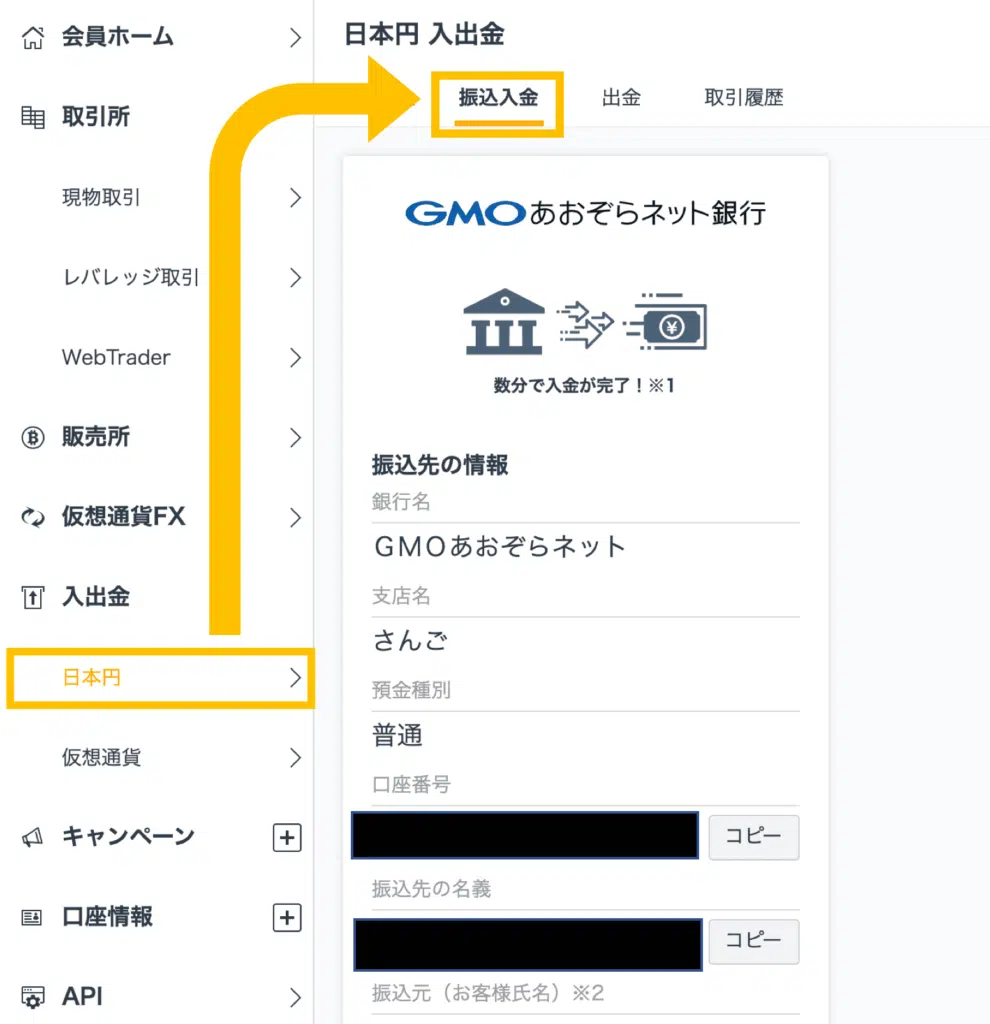 会員ホーム
取引所
現物取引
レバレッジ取引
WebTrader
販売所
仮想通貨FX
入出金
日本円
仮想通貨
キャンペーン
口座情報
API
日本円 入出金
振込入金
出金
取引履歴
GMOあおぞらネット銀行
数分で入金が完了！※1
振込先の情報
銀行名
ＧＭＯあおぞらネット
支店名
さんご
預金種別
普通
口座番号
コピー
振込先の名義
コピー
振込元（お客様氏名）※2